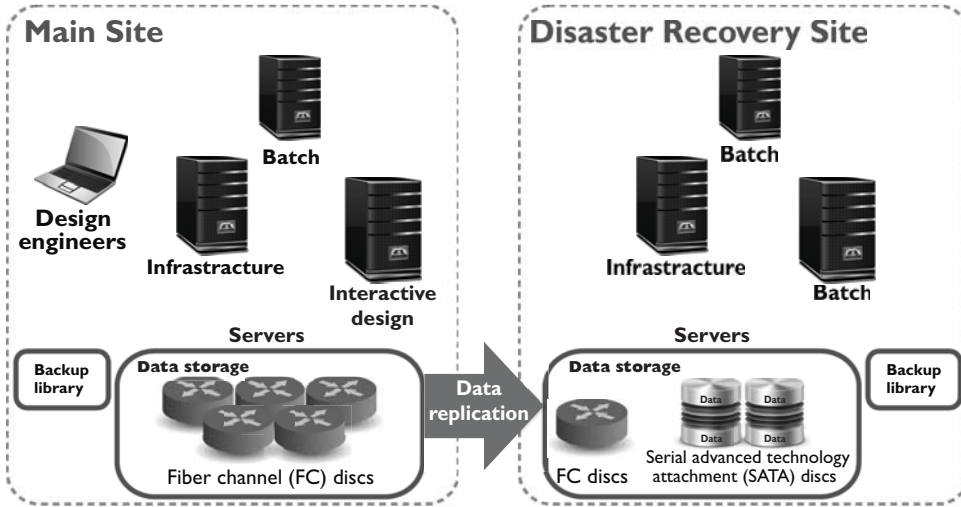 Main Site
Batch
Design
engineers
Infrastracture
Interactive
design
Servers
Backup
library
Data storage
Fiber channel (FC) discs
Data
replication
Disaster Recovery Site
Batch
Infrastracture
Batch
Servers
Data storage
Data
Data
Data
Data
FC discs
Serial advanced technology
attachment (SATA) discs
Backup
library